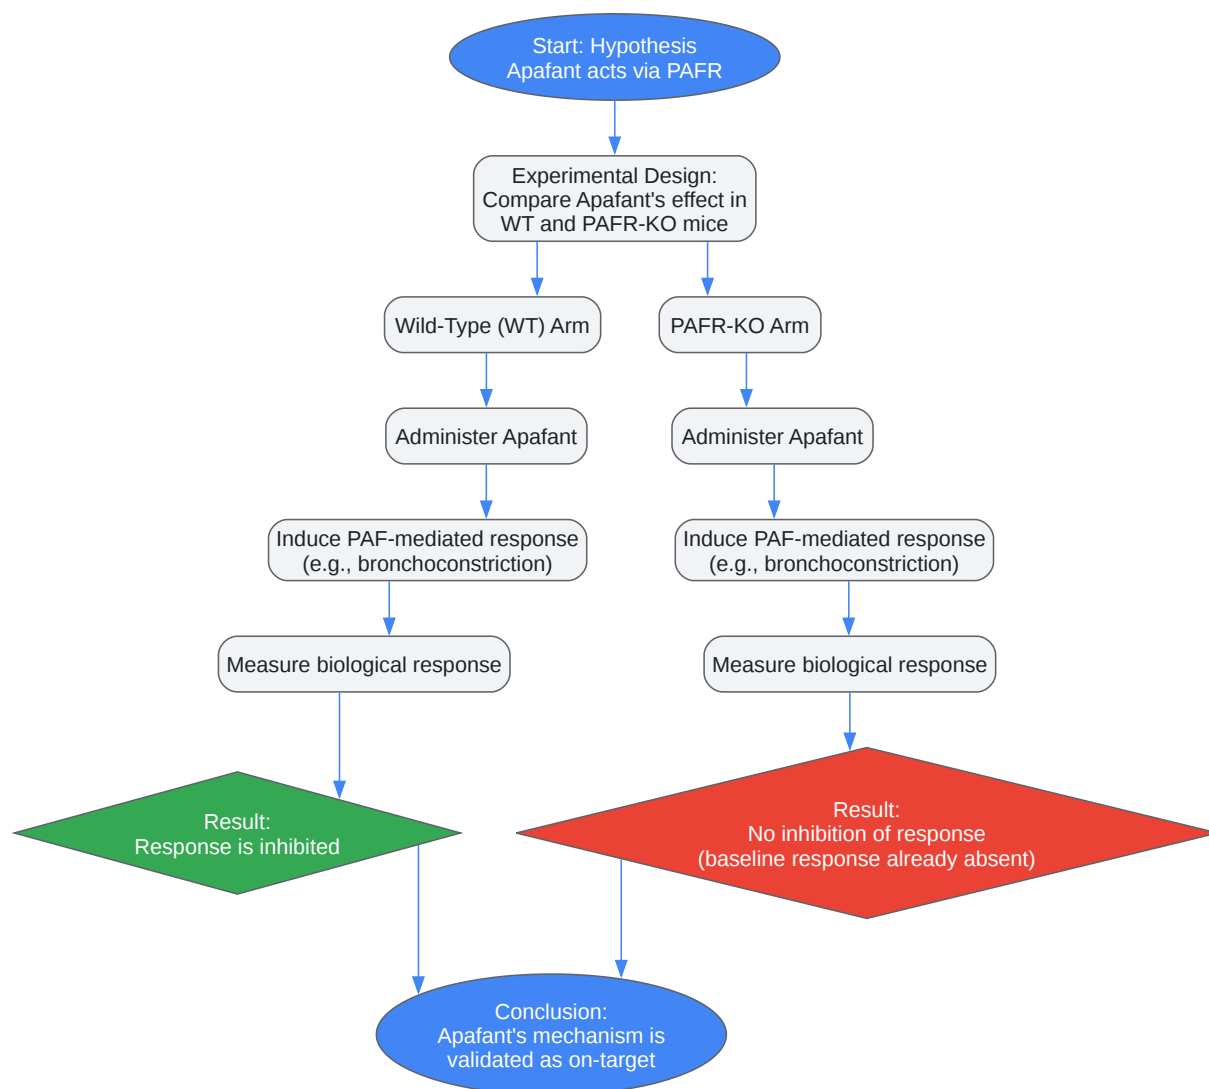 Start: Hypothesis
Apafant acts via PAFR
Experimental Design:
Compare Apafant's effect in
WT and PAFR-KO mice
Wild-Type (WT) Arm
PAFR-KO Arm
Administer Apafant
Administer Apafant
Induce PAF-mediated response
(e.g., bronchoconstriction)
Induce PAF-mediated response
(e.g., bronchoconstriction)
Measure biological response
Measure biological response
Result:
Response is inhibited
Result:
No inhibition of response
(baseline response already absent)
Conclusion:
Apafant's mechanism is
validated as on-target